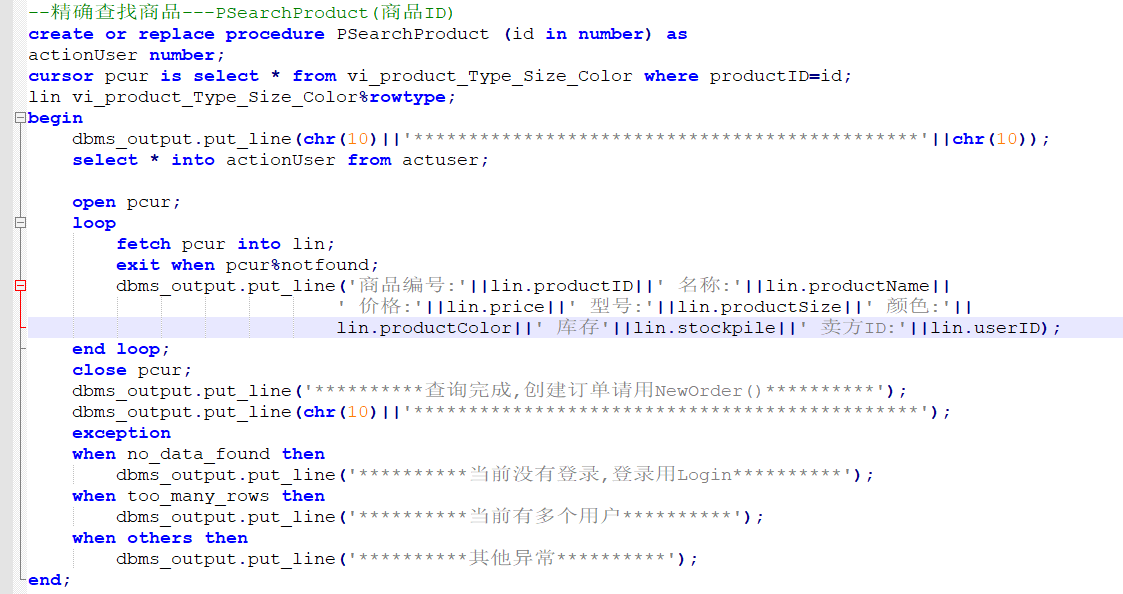 --精确查找商品---PSearchProduct(商品ID)
create or replace procedure PSearchProduct (id in number) as
actionUser number;
cursor pcur is select * from vi_product_Type_Size_Color where productID=id;
lin vi_product_Type_Size_Color%rowtype;
begin
    dbms_output.put_line(chr(10)||'**********************************************'||chr(10));
    select * into actionUser from actuser;

    open pcur;
    loop
        fetch pcur into lin;
        exit when pcur%notfound;
        dbms_output.put_line('商品编号:'||lin.productID||' 名称:'||lin.productName||
                            ' 价格:'||lin.price||' 型号:'||lin.productSize||' 颜色:'||
                            lin.productColor||' 库存'||lin.stockpile||' 卖方ID:'||lin.userID);
    end loop;
    close pcur;
    dbms_output.put_line('**********查询完成,创建订单请用NewOrder()**********');
    dbms_output.put_line(chr(10)||'**********************************************');
    exception
    when no_data_found then
        dbms_output.put_line('**********当前没有登录,登录用Login**********');
    when too_many_rows then
        dbms_output.put_line('**********当前有多个用户**********');
    when others then
        dbms_output.put_line('**********其他异常**********');
end;